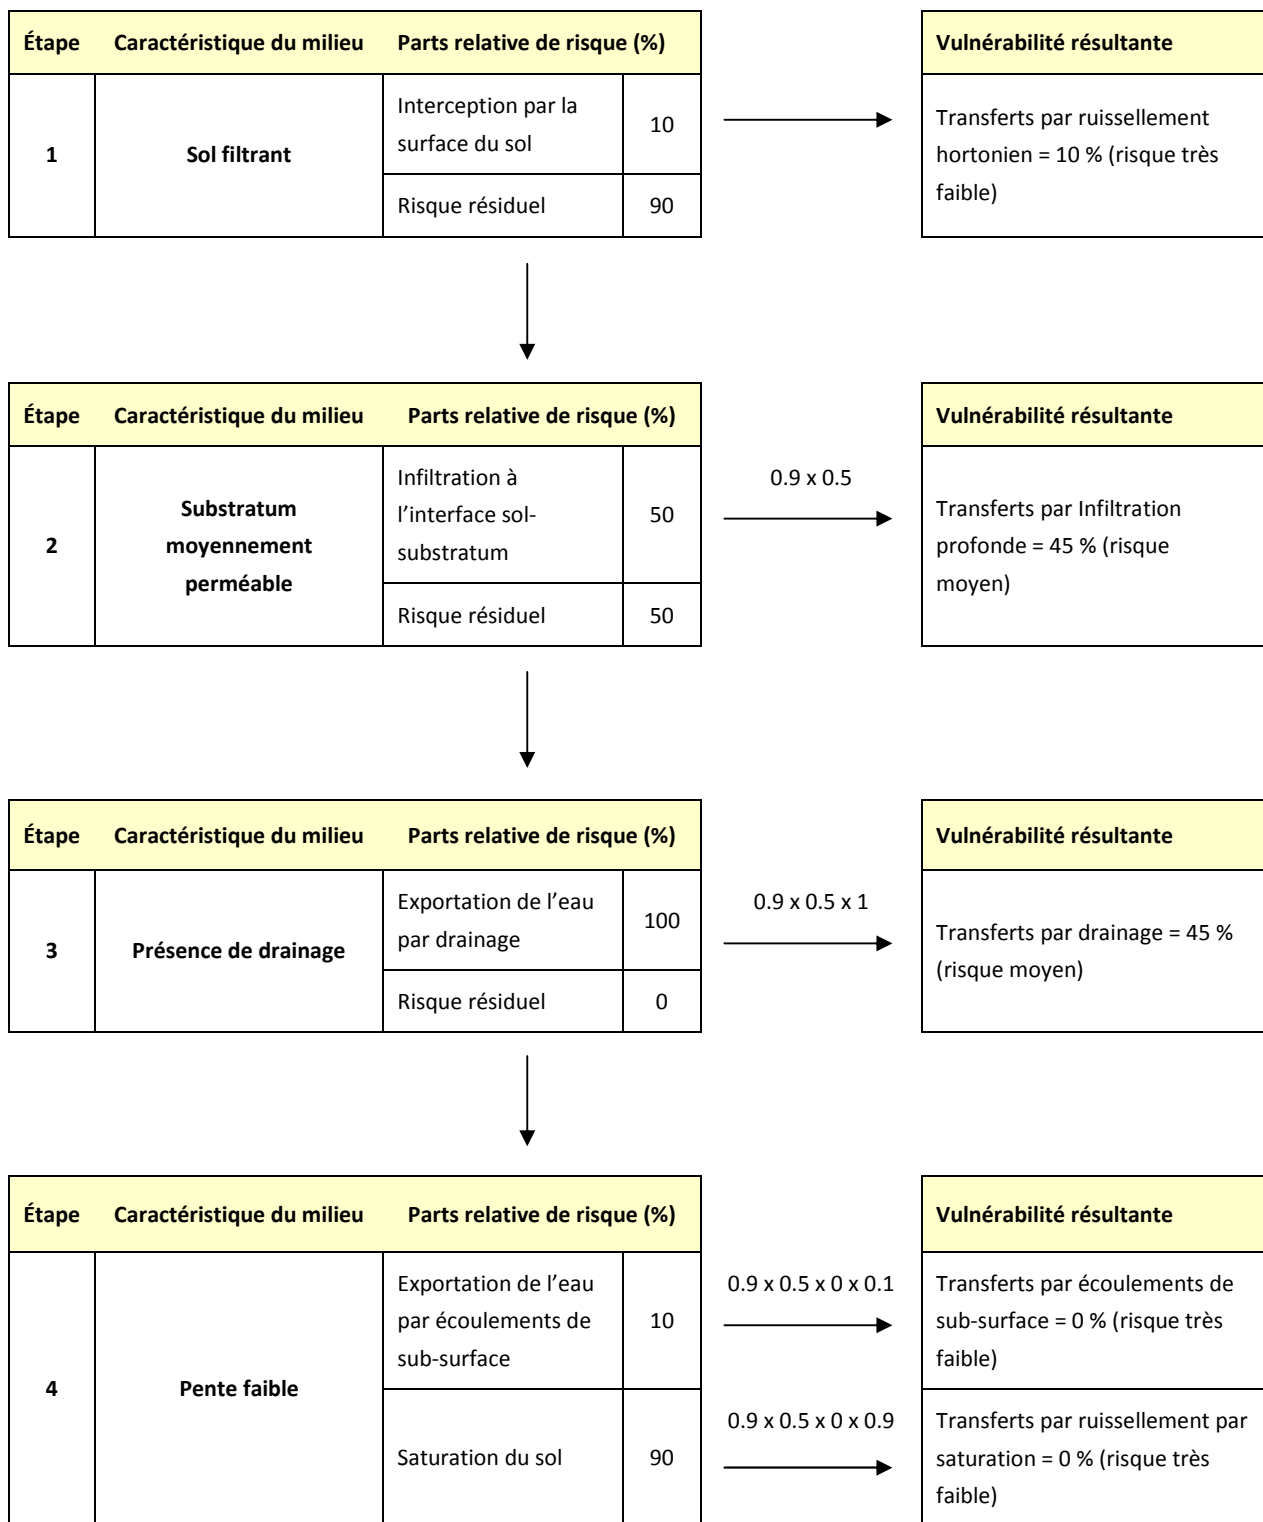 Étape Caractéristique du milieu Parts relative de risque (%)
1
Sol filtrant
Interception par la
surface du sol
10
Risque résiduel 90
Vulnérabilité résultante
Transferts par ruissellement
hortonien = 10 % (risque très
faible)
Étape Caractéristique du milieu Parts relative de risque (%)
2
Substratum
moyennement
perméable
Infiltration à
l’interface sol-
substratum
50
Risque résiduel 50
0.9 x 0.5
Vulnérabilité résultante
Transferts par Infiltration
profonde = 45 % (risque
moyen)
Étape Caractéristique du milieu Parts relative de risque (%)
3
Présence de drainage
Exportation de l’eau
par drainage
100
Risque résiduel 0
0.9 x 0.5 x 1
Vulnérabilité résultante
Transferts par drainage = 45 %
(risque moyen)
Étape Caractéristique du milieu Parts relative de risque (%)
4
Pente faible
Exportation de l’eau
par écoulements de
sub-surface
10
0.9 x 0.5 x 0 x 0.1
Vulnérabilité résultante
Transferts par écoulements de
sub-surface = 0 % (risque très
faible)
Saturation du sol 90
0.9 x 0.5 x 0 x 0.9
Transferts par ruissellement par
saturation = 0 % (risque très
faible)